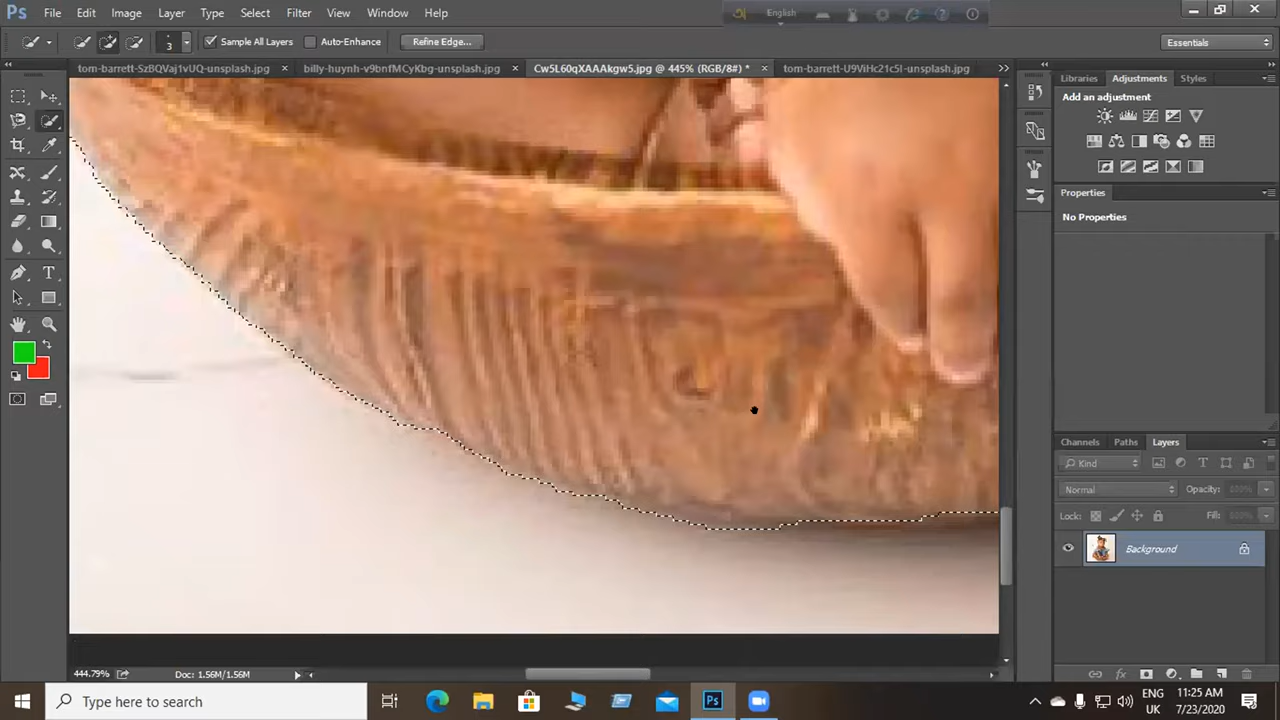 Ps File Edit Image Layer Type Select Filter View Window Help
English
3 Sample All Layers Auto-Enhance Refine Edge... Essentials
tom-barrett-SzBQVaj1vUQ-unsplash.jpg × billy-huynh-v9bnfMCyKbg-unsplash.jpg × Cw5L60qXAAAkgw5.jpg @ 445% (RGB/8#) * × tom-barrett-U9ViHc21c5I-unsplash.jpg
Libraries Adjustments Styles
Add an adjustment
Properties
No Properties
Channels Paths Layers
Kind
Normal Opacity:
Lock: Fill:
Background
444.79% Doc: 1.56M/1.56M
Type here to search
Ps
ENG 11:25 AM
UK 7/23/2020